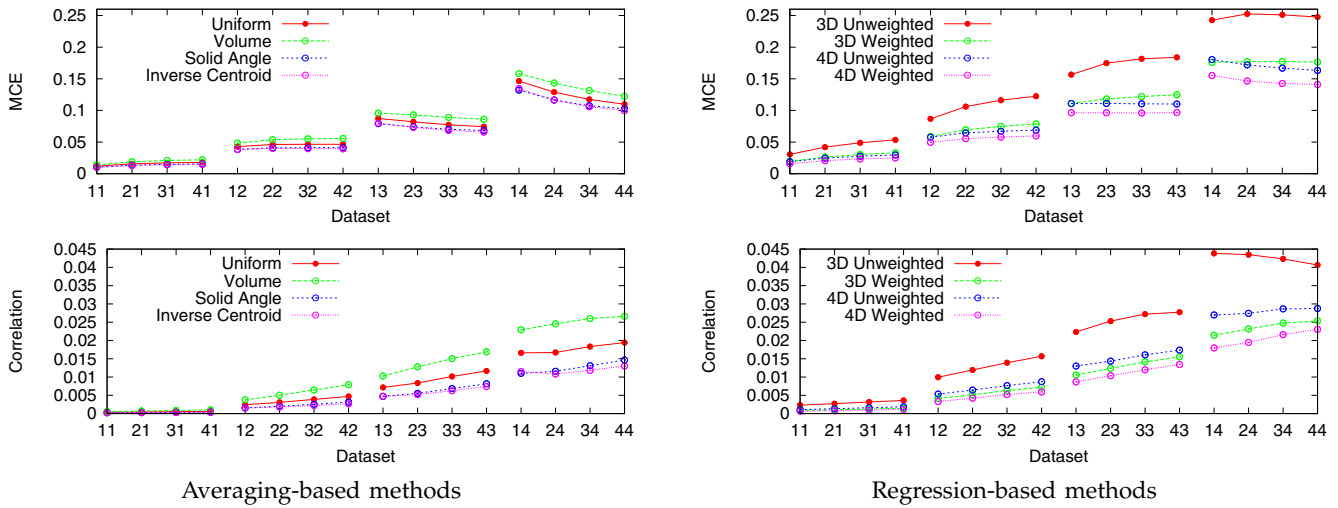 MCE
0.25
0.2
0.15
0.1
0.05
0
Uniform
Volume
Solid Angle
Inverse Centroid
11 21 31 41 12 22 32 42 13 23 33 43 14 24 34 44
Dataset
MCE
0.25
0.2
0.15
0.1
0.05
0
3D Unweighted
3D Weighted
4D Unweighted
4D Weighted
11 21 31 41 12 22 32 42 13 23 33 43 14 24 34 44
Dataset
Correlation
0.045
0.04
0.035
0.03
0.025
0.02
0.015
0.01
0.005
0
Uniform
Volume
Solid Angle
Inverse Centroid
11 21 31 41 12 22 32 42 13 23 33 43 14 24 34 44
Dataset
Averaging-based methods
Correlation
0.045
0.04
0.035
0.03
0.025
0.02
0.015
0.01
0.005
0
3D Unweighted
3D Weighted
4D Unweighted
4D Weighted
11 21 31 41 12 22 32 42 13 23 33 43 14 24 34 44
Dataset
Regression-based methods